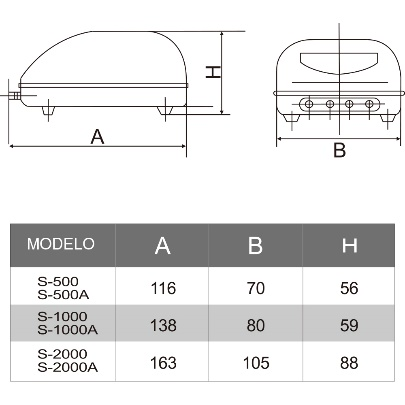 H
A
B
MODELO A B H
S-500
S-500A 116 70 56
S-1000
S-1000A 138 80 59
S-2000
S-2000A 163 105 88